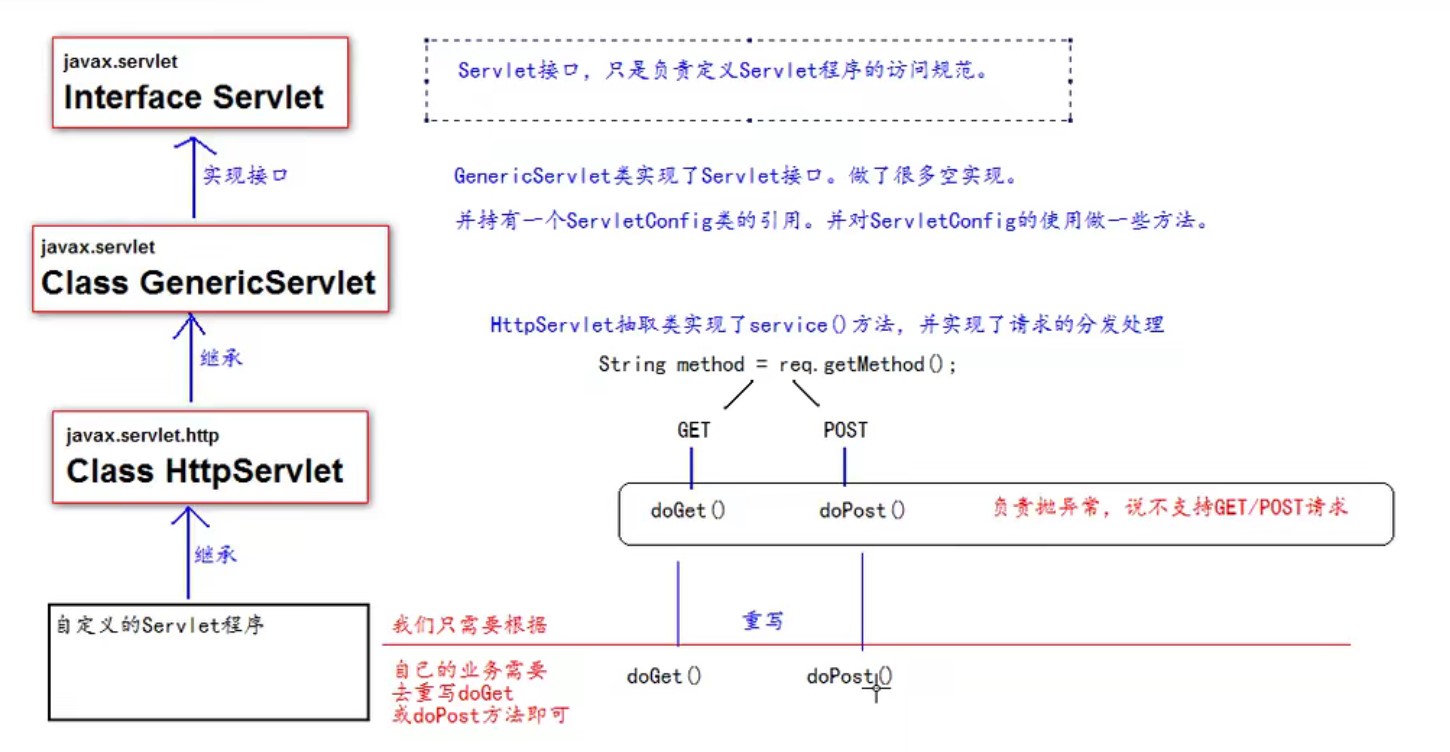 javax.servlet
Interface Servlet
Servlet接口，只是负责定义Servlet程序的访问规范。
实现接口
GenericServlet类实现了Servlet接口。做了很多空实现。
并持有一个ServletConfig类的引用。并对ServletConfig的使用做一些方法。
javax.servlet
Class GenericServlet
HttpServlet抽取类实现了service()方法，并实现了请求的分发处理
继承
String method = req.getMethod();
GET
POST
javax.servlet.http
Class HttpServlet
doGet()
doPost()
负责抛异常，说不支持GET/POST请求
继承
自定义的Servlet程序
我们只需要根据
重写
自己的业务需要
去重写doGet
或doPost方法即可
doGet()
doPost()